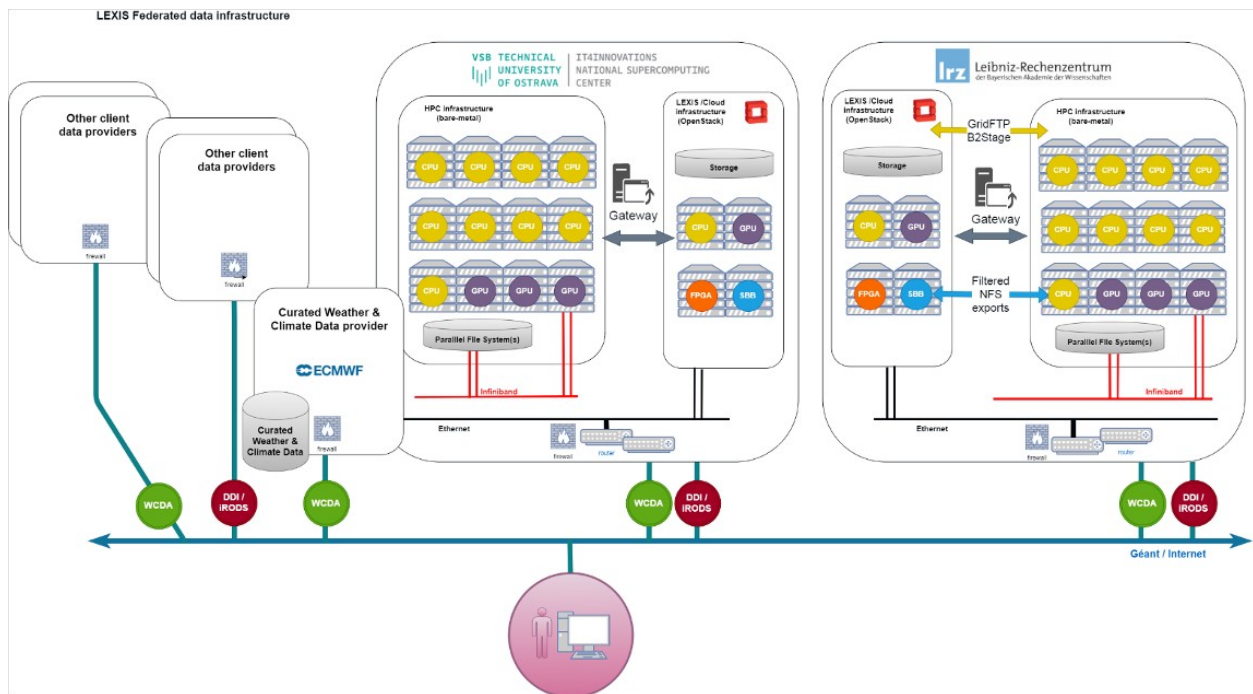 LEXIS Federated data infrastructure
Other client
data providers
firewall
Other client
data providers
firewall
Curated Weather &
Climate Data provider
ECMWF
Curated
Weather &
Climate Data
firewall
VSB TECHNICAL
UNIVERSITY
OF OSTRAVA
IT4INNOVATIONS
NATIONAL SUPERCOMPUTING
CENTER
HPC infrastructure
(bare-metal)
CPU CPU CPU CPU
CPU CPU CPU CPU
CPU GPU GPU GPU
Parallel File System(s)
Infiniband
Gateway
LEXIS /Cloud
infrastructure
(OpenStack)
Storage
CPU GPU
FPGA SBB
Ethernet
firewall
router
lrz
Leibniz-Rechenzentrum
der Bayerischen Akademie der Wissenschaften
LEXIS /Cloud
infrastructure
(OpenStack)
Storage
CPU GPU
FPGA SBB
GridFTP
B2Stage
Gateway
Filtered
NFS
exports
HPC infrastructure
(bare-metal)
CPU CPU CPU CPU
CPU CPU CPU CPU
CPU GPU GPU GPU
Parallel File System(s)
Infiniband
Ethernet
firewall
router
WCDA
DDI /
iRODS
WCDA
WCDA
DDI /
iRODS
WCDA
DDI /
iRODS
Géant / Internet